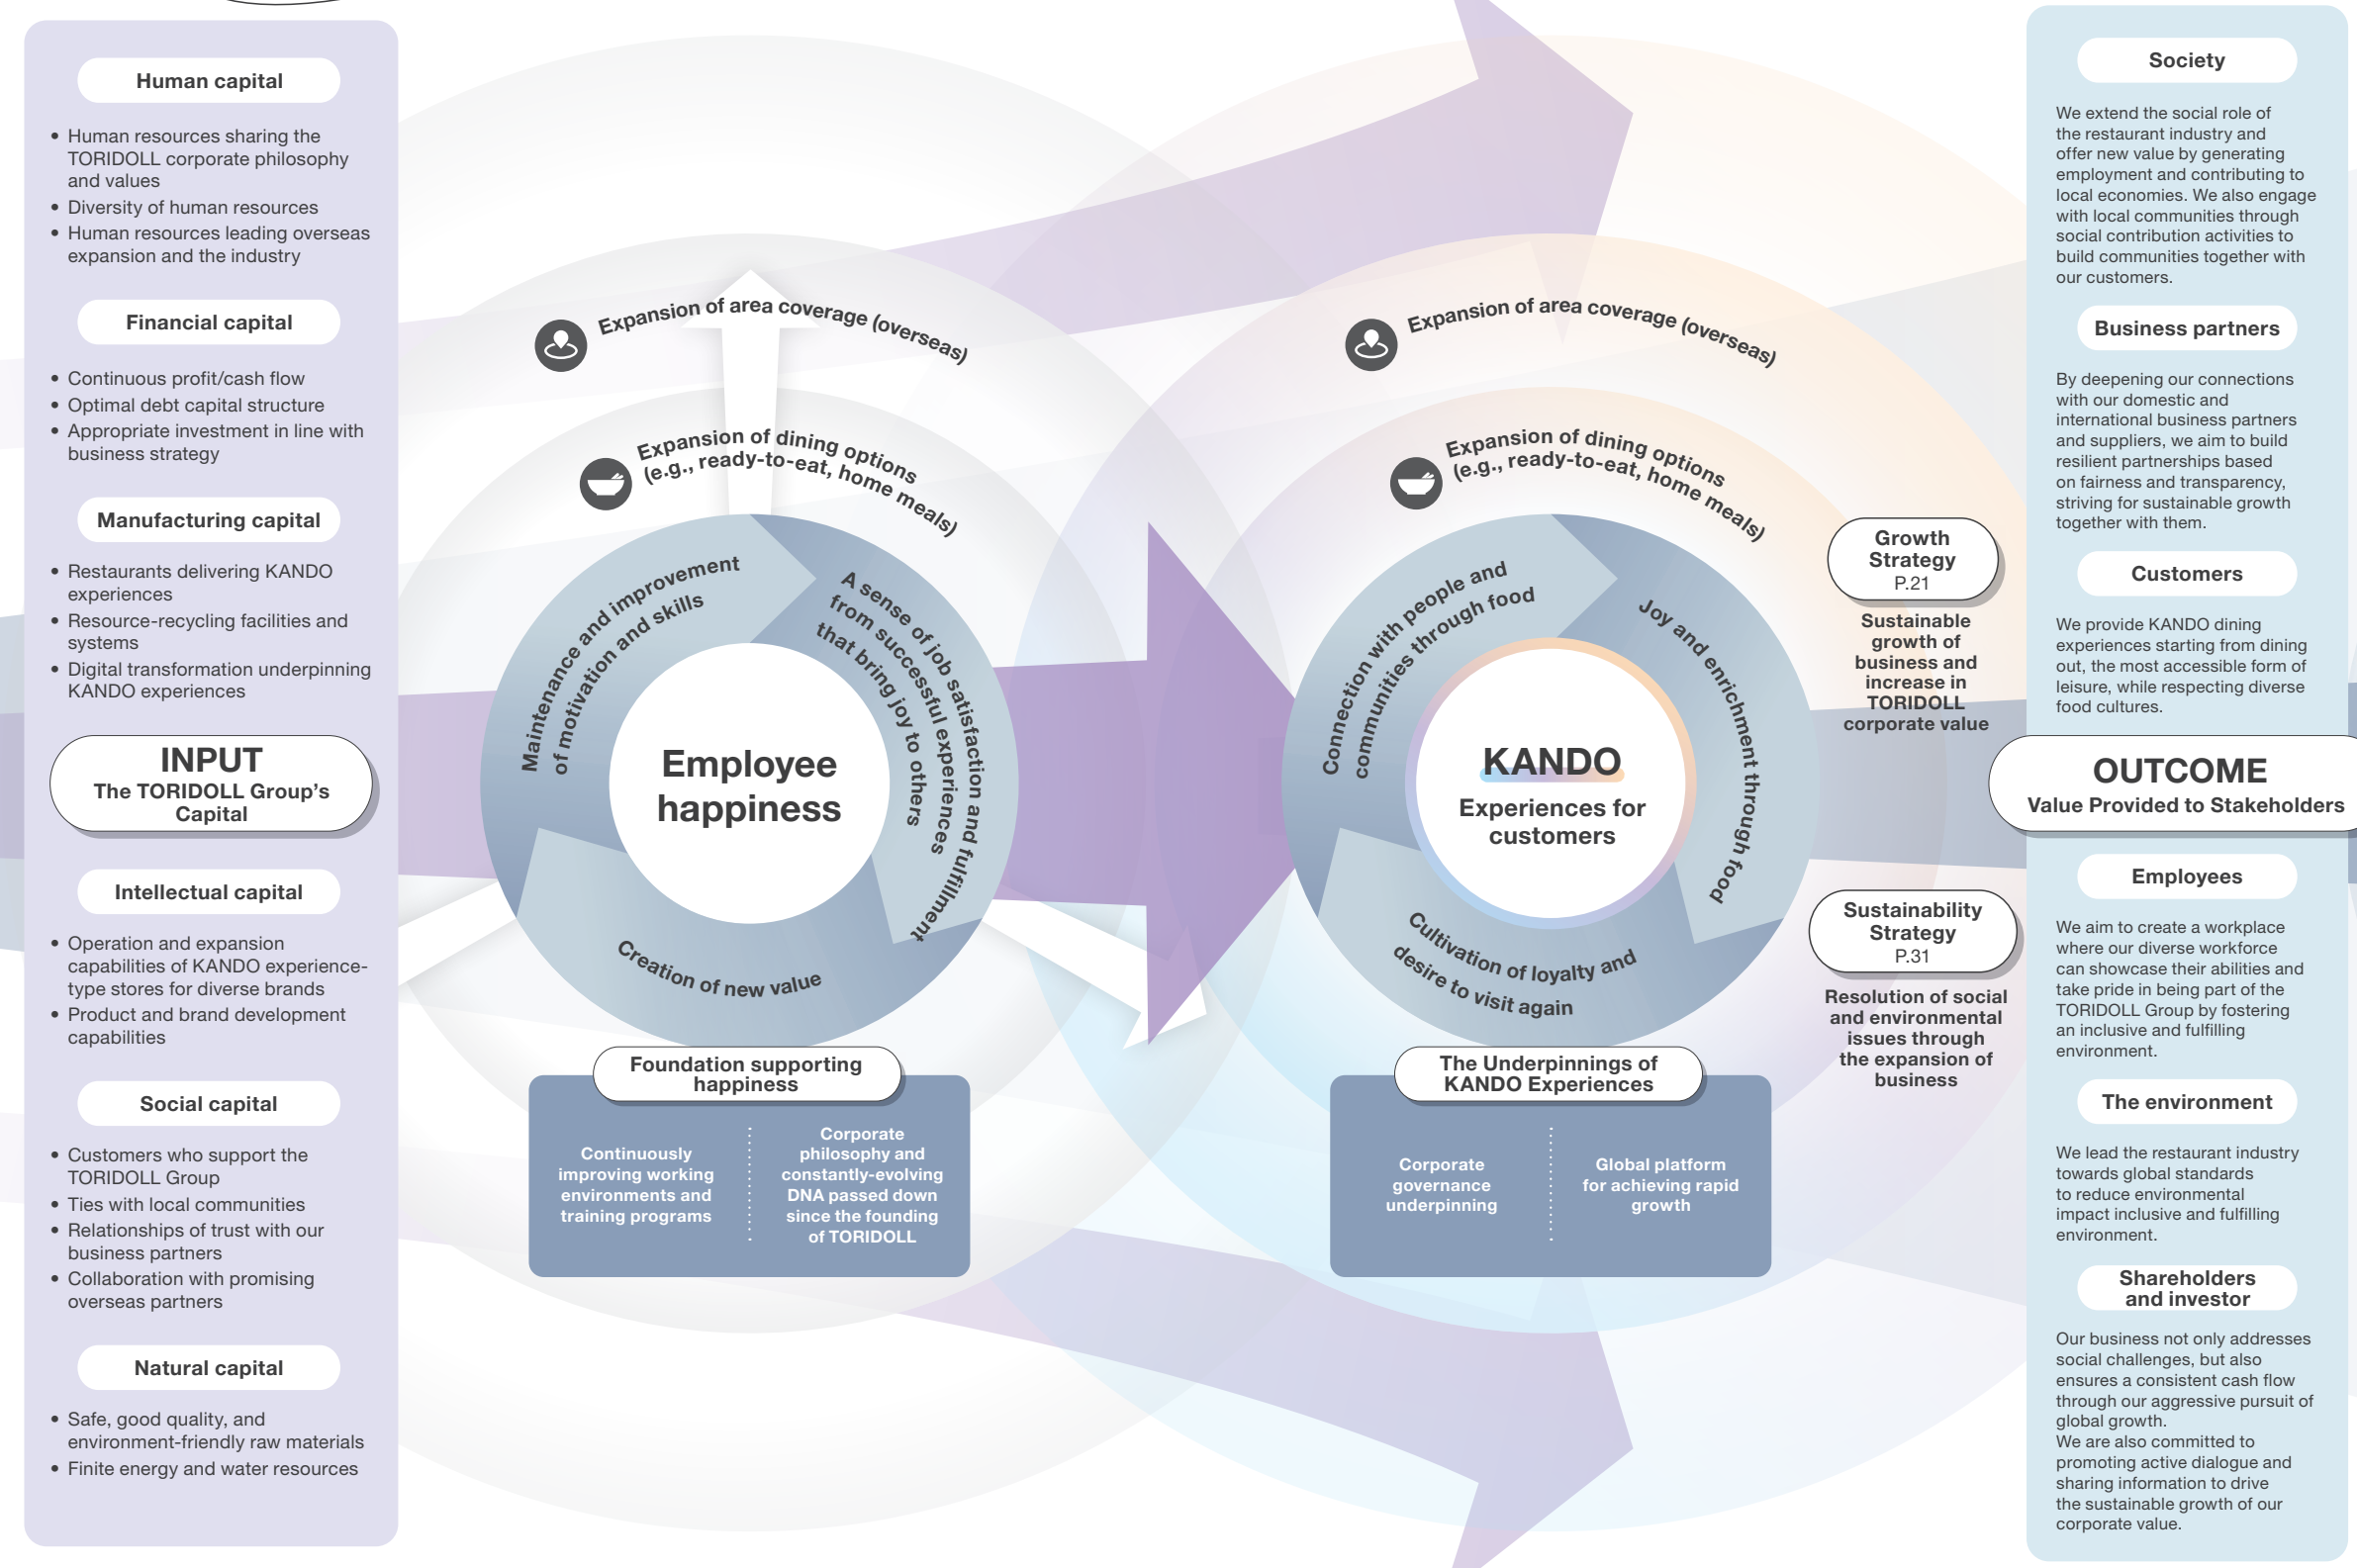 Human capital
• Human resources sharing the
TORIDOLL corporate philosophy
and values
• Diversity of human resources
• Human resources leading overseas
expansion and the industry
Financial capital
• Continuous profit/cash flow
• Optimal debt capital structure
• Appropriate investment in line with
business strategy
Manufacturing capital
• Restaurants delivering KANDO
experiences
• Resource-recycling facilities and
systems
• Digital transformation underpinning
KANDO experiences
INPUT
The TORIDOLL Group's
Capital
Intellectual capital
• Operation and expansion
capabilities of KANDO experience-
type stores for diverse brands
• Product and brand development
capabilities
Social capital
• Customers who support the
TORIDOLL Group
• Ties with local communities
• Relationships of trust with our
business partners
• Collaboration with promising
overseas partners
Natural capital
• Safe, good quality, and
environment-friendly raw materials
• Finite energy and water resources
Expansion of area coverage (overseas)
Expansion of dining options
(e.g., ready-to-eat, home meals)
Maintenance and improvement
of motivation and skills
A sense of job satisfaction and fulfillment
from successful experiences
that bring joy to others
Creation of new value
Employee
happiness
Foundation supporting
happiness
Continuously
improving working
environments and
training programs
Corporate
philosophy and
constantly-evolving
DNA passed down
since the founding
of TORIDOLL
Expansion of area coverage (overseas)
Expansion of dining options
(e.g., ready-to-eat, home meals)
Connection with people and
communities through food
Joy and enrichment through food
Cultivation of loyalty and
desire to visit again
KANDO
Experiences for
customers
The Underpinnings of
KANDO Experiences
Corporate
governance
underpinning
Global platform
for achieving rapid
growth
Growth
Strategy
P.21
Sustainable
growth of
business and
increase in
TORIDOLL
corporate value
Sustainability
Strategy
P.31
Resolution of social
and environmental
issues through
the expansion of
business
Society
We extend the social role of
the restaurant industry and
offer new value by generating
employment and contributing to
local economies. We also engage
with local communities through
social contribution activities to
build communities together with
our customers.
Business partners
By deepening our connections
with our domestic and
international business partners
and suppliers, we aim to build
resilient partnerships based
on fairness and transparency,
striving for sustainable growth
together with them.
Customers
We provide KANDO dining
experiences starting from dining
out, the most accessible form of
leisure, while respecting diverse
food cultures.
OUTCOME
Value Provided to Stakeholders
Employees
We aim to create a workplace
where our diverse workforce
can showcase their abilities and
take pride in being part of the
TORIDOLL Group by fostering
an inclusive and fulfilling
environment.
The environment
We lead the restaurant industry
towards global standards
to reduce environmental
impact inclusive and fulfilling
environment.
Shareholders
and investor
Our business not only addresses
social challenges, but also
ensures a consistent cash flow
through our aggressive pursuit of
global growth.
We are also committed to
promoting active dialogue and
sharing information to drive
the sustainable growth of our
corporate value.